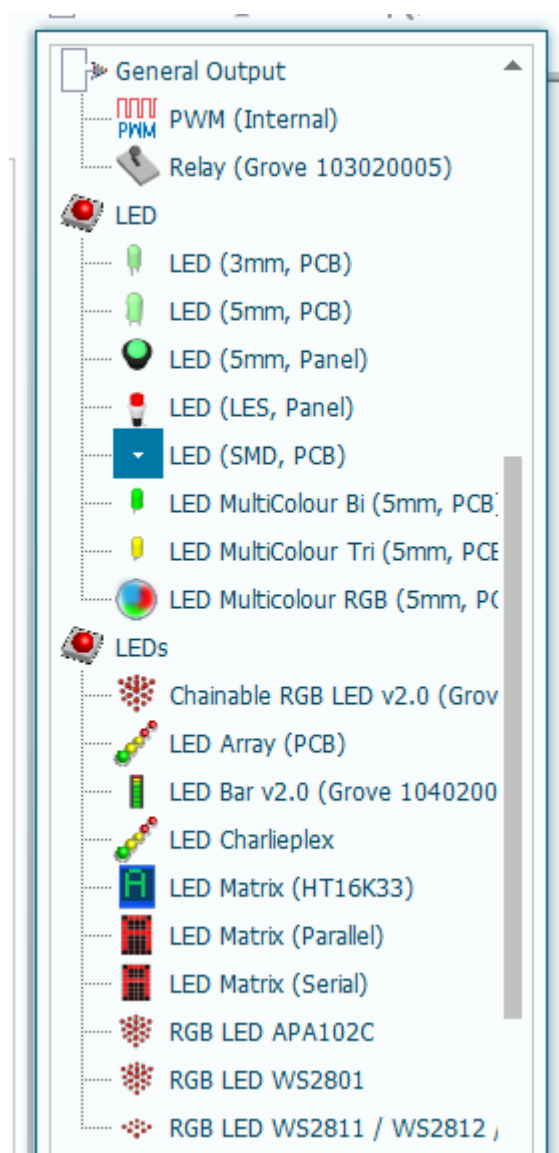 General Output
PWM PWM (Internal)
Relay (Grove 103020005)
LED
LED (3mm, PCB)
LED (5mm, PCB)
LED (5mm, Panel)
LED (LES, Panel)
LED (SMD, PCB)
LED MultiColour Bi (5mm, PCB)
LED MultiColour Tri (5mm, PCB
LED Multicolour RGB (5mm, P
LEDs
Chainable RGB LED v2.0 (Grov
LED Array (PCB)
LED Bar v2.0 (Grove 1040200
LED Charlieplex
A LED Matrix (HT16K33)
LED Matrix (Parallel)
LED Matrix (Serial)
RGB LED APA102C
RGB LED WS2801
RGB LED WS2811 / WS2812 /